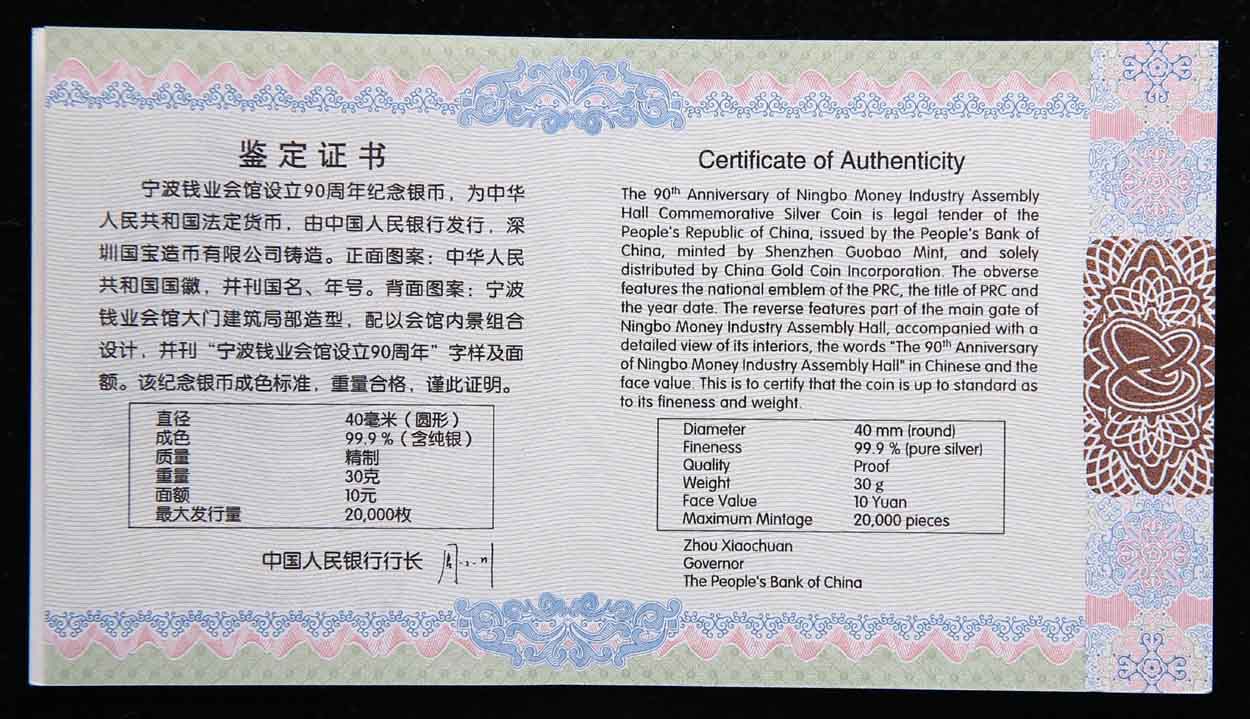 鉴定证书
宁波钱业会馆设立90周年纪念银币，为中华
人民共和国法定货币，由中国人民银行发行，深
圳国宝造币有限公司铸造。正面图案：中华人民
共和国国徽，并刊国名、年号。背面图案：宁波
钱业会馆大门建筑局部造型，配以会馆内景组合
设计，并刊“宁波钱业会馆设立90周年”字样及面
额。该纪念银币成色标准，重量合格，谨此证明。
直径 40毫米（圆形）
成色 99.9％（含纯银）
质量 精制
重量 30克
面额 10元
最大发行量 20,000枚
中国人民银行行长
Certificate of Authenticity
The 90th Anniversary of Ningbo Money Industry Assembly
Hall Commemorative Silver Coin is legal tender of the
People's Republic of China, issued by the People's Bank of
China, minted by Shenzhen Guobao Mint, and solely
distributed by China Gold Coin Incorporation. The obverse
features the national emblem of the PRC, the title of PRC and
the year date. The reverse features part of the main gate of
Ningbo Money Industry Assembly Hall, accompanied with a
detailed view of its interiors, the words "The 90th Anniversary
of Ningbo Money Industry Assembly Hall" in Chinese and the
face value. This is to certify that the coin is up to standard as
to its fineness and weight.
Diameter 40 mm (round)
Fineness 99.9 % (pure silver)
Quality Proof
Weight 30 g
Face Value 10 Yuan
Maximum Mintage 20,000 pieces
Zhou Xiaochuan
Governor
The People's Bank of China